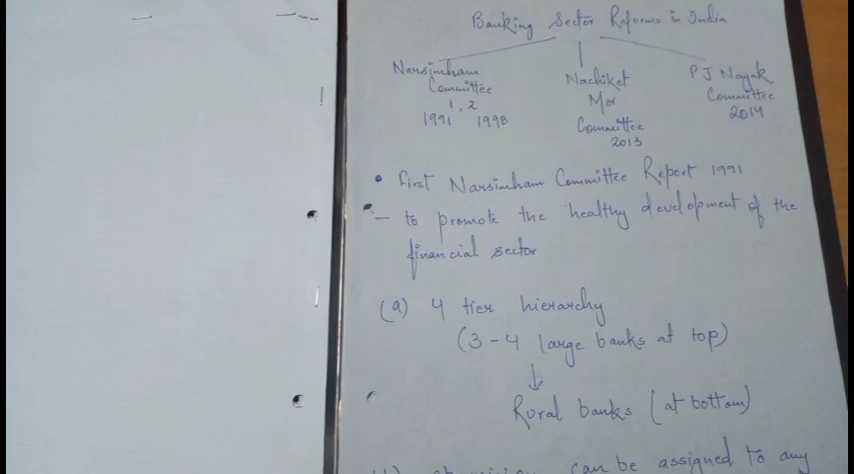 Banking Sector Reforms in India
Narsimham Committee 1, 2 1991 1998
Nachiket Mor Committee 2013
P J Nayak Committee 2014
• First Narsimham Committee Report 1991
– to promote the healthy development of the
financial sector
(a) 4 tier hierarchy
(3-4 large banks at top)
↓
Rural banks (at bottom)
can be assigned to any